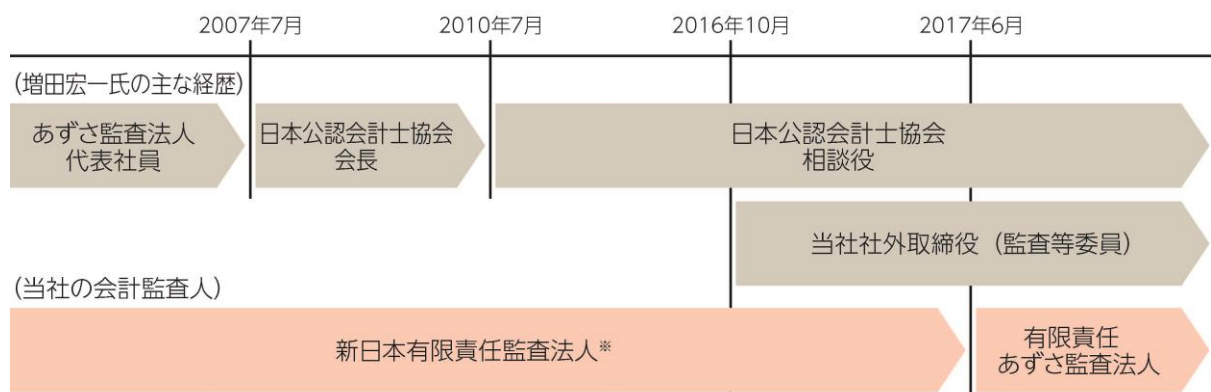 2007年7月 2010年7月 2016年10月 2017年6月
(増田宏一氏の主な経歴)
あずさ監査法人
代表社員
日本公認会計士協会
会長
日本公認会計士協会
相談役
当社社外取締役（監査等委員）
(当社の会計監査人)
新日本有限責任監査法人※
有限責任
あずさ監査法人